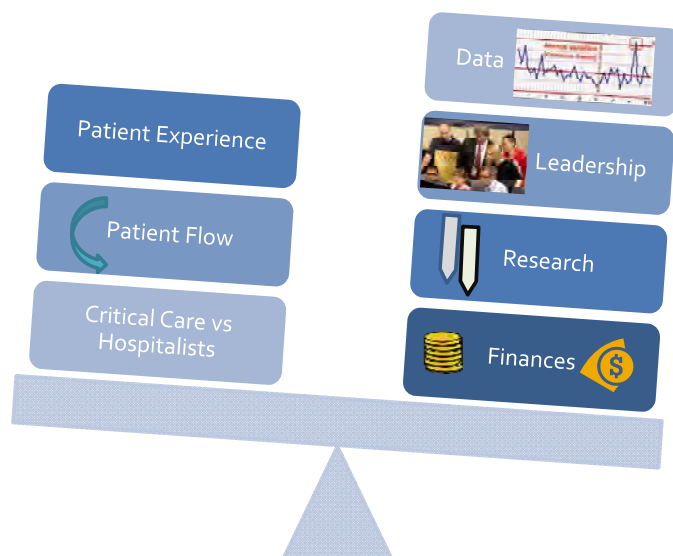 Data
Patient Experience
Leadership
Patient Flow
Research
Critical Care vs
Hospitalists
Finances
$